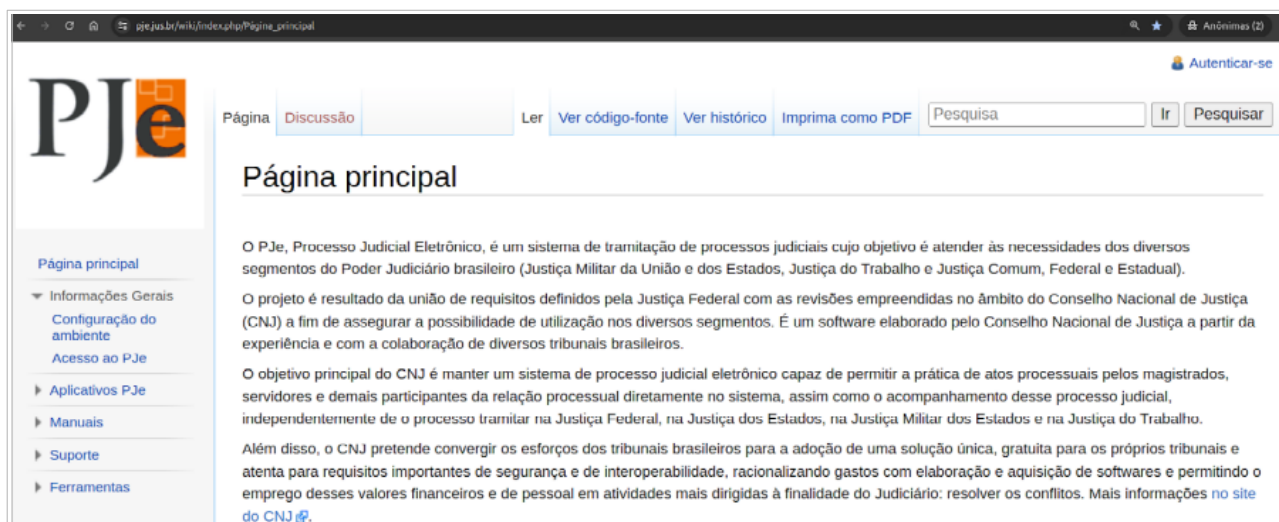 pje.jus.br/wiki/index.php/Página_principal
Anônimas (2)
Autenticar-se
PJe
Página Discussão Ler Ver código-fonte Ver histórico Imprima como PDF Pesquisa Ir Pesquisar
Página principal
O PJe, Processo Judicial Eletrônico, é um sistema de tramitação de processos judiciais cujo objetivo é atender às necessidades dos diversos
segmentos do Poder Judiciário brasileiro (Justiça Militar da União e dos Estados, Justiça do Trabalho e Justiça Comum, Federal e Estadual).
O projeto é resultado da união de requisitos definidos pela Justiça Federal com as revisões empreendidas no âmbito do Conselho Nacional de Justiça
(CNJ) a fim de assegurar a possibilidade de utilização nos diversos segmentos. É um software elaborado pelo Conselho Nacional de Justiça a partir da
experiência e com a colaboração de diversos tribunais brasileiros.
O objetivo principal do CNJ é manter um sistema de processo judicial eletrônico capaz de permitir a prática de atos processuais pelos magistrados,
servidores e demais participantes da relação processual diretamente no sistema, assim como o acompanhamento desse processo judicial,
independentemente de o processo tramitar na Justiça Federal, na Justiça dos Estados, na Justiça Militar dos Estados e na Justiça do Trabalho.
Além disso, o CNJ pretende convergir os esforços dos tribunais brasileiros para a adoção de uma solução única, gratuita para os próprios tribunais e
atenta para requisitos importantes de segurança e de interoperabilidade, racionalizando gastos com elaboração e aquisição de softwares e permitindo o
emprego desses valores financeiros e de pessoal em atividades mais dirigidas à finalidade do Judiciário: resolver os conflitos. Mais informações no site
do CNJ.
Página principal
Informações Gerais
Configuração do
ambiente
Acesso ao PJe
Aplicativos PJe
Manuais
Suporte
Ferramentas